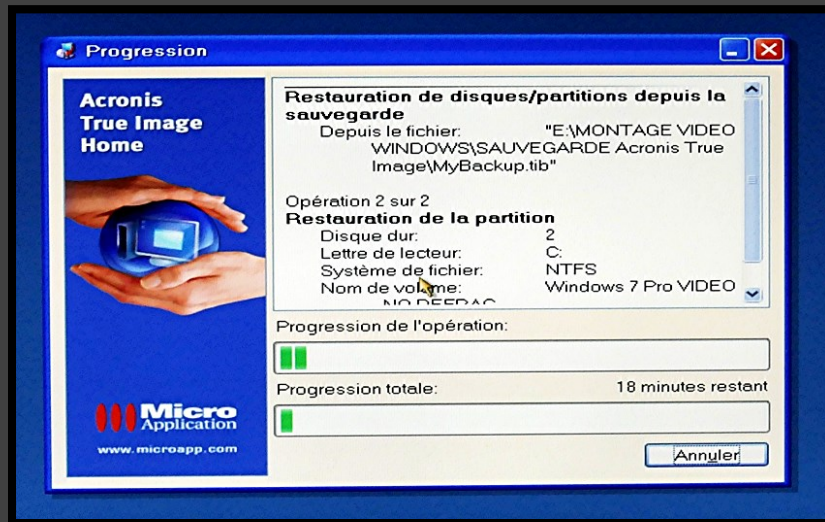 Progression
Acronis
True Image
Home
Restauration de disques/partitions depuis la
sauvegarde
Depuis le fichier: "E:\MONTAGE VIDEO
WINDOWS\SAUVEGARDE Acronis True
Image\MyBackup.tib"
Opération 2 sur 2
Restauration de la partition
Disque dur: 2
Lettre de lecteur: C:
Système de fichier: NTFS
Nom de volume: Windows 7 Pro VIDEO
NO DEFRAG
Progression de l'opération:
Progression totale: 18 minutes restant
Micro
Application
www.microapp.com
Annuler